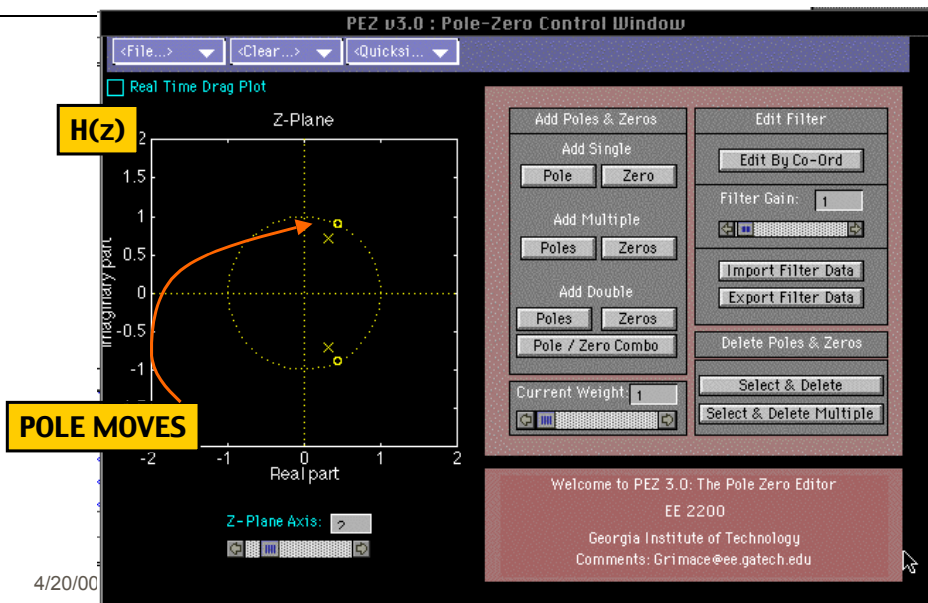 PEZ v3.0 : Pole-Zero Control Window
<File...> <Clear...> <Quicksi...
Real Time Drag Plot
H(z)
Z-Plane
2
1.5
1
0.5
0
-0.5
-1
Imaginary part
POLE MOVES
-2 -1 0 1 2
Real part
Z-Plane Axis: 2
Add Poles & Zeros
Add Single
Pole Zero
Add Multiple
Poles Zeros
Add Double
Poles Zeros
Pole / Zero Combo
Current Weight: 1
Edit Filter
Edit By Co-Ord
Filter Gain: 1
Import Filter Data
Export Filter Data
Delete Poles & Zeros
Select & Delete
Select & Delete Multiple
Welcome to PEZ 3.0: The Pole Zero Editor
EE 2200
Georgia Institute of Technology
Comments: Grimace@ee.gatech.edu
4/20/00